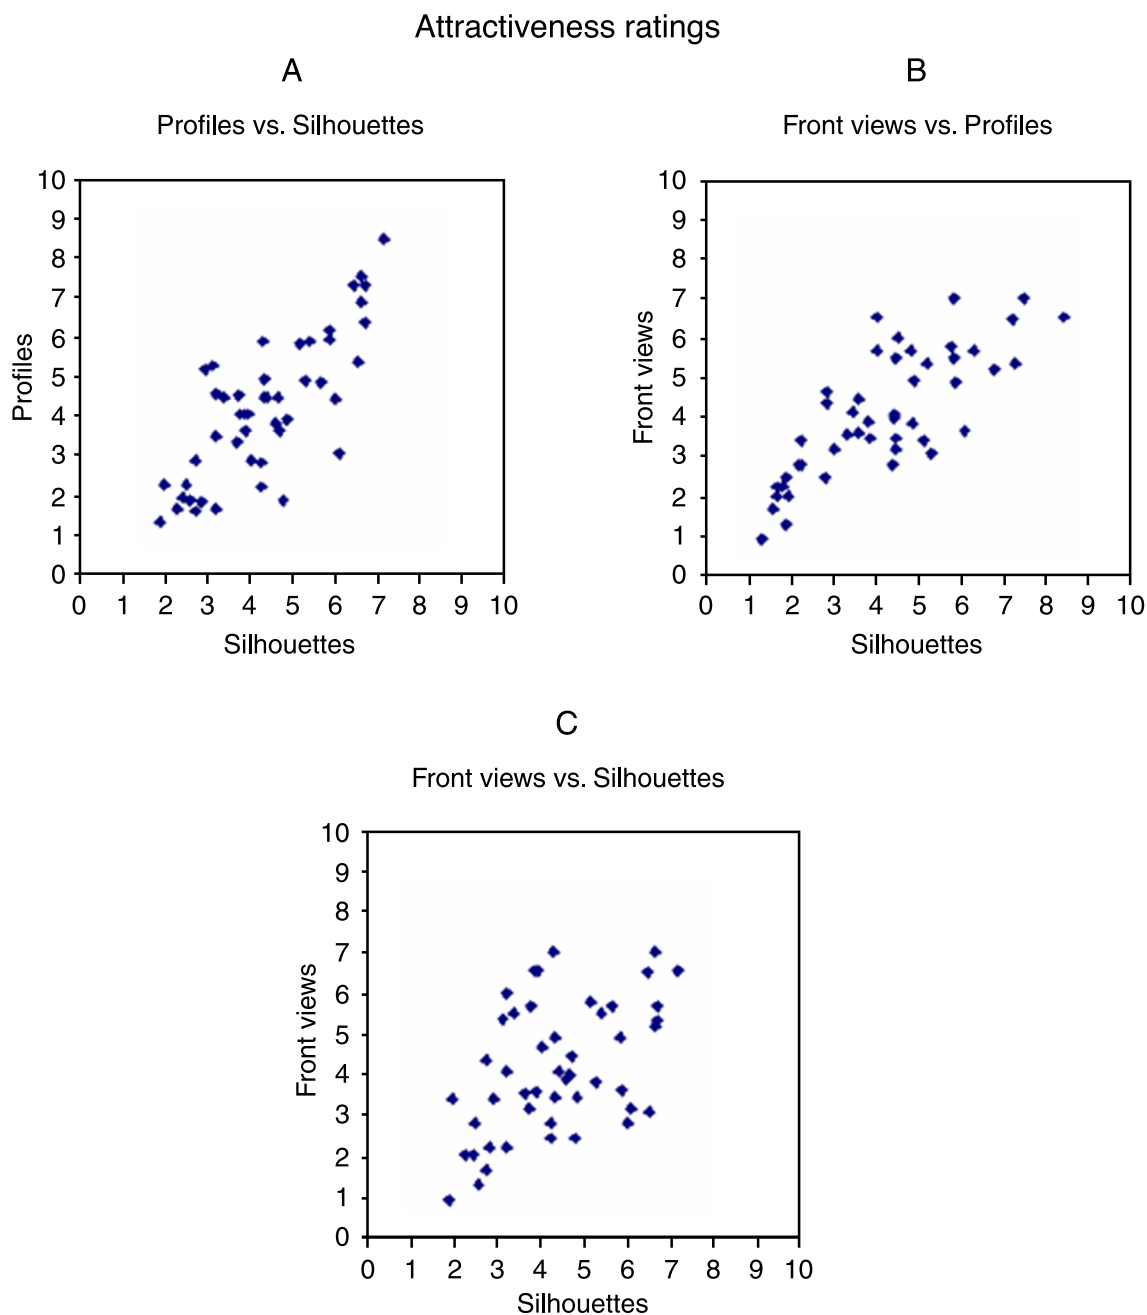 Attractiveness ratings
A
Profiles vs. Silhouettes
10
9
8
7
6
5
4
3
2
1
0
Profiles
0 1 2 3 4 5 6 7 8 9 10
Silhouettes
B
Front views vs. Profiles
10
9
8
7
6
5
4
3
2
1
0
Front views
0 1 2 3 4 5 6 7 8 9 10
Silhouettes
C
Front views vs. Silhouettes
10
9
8
7
6
5
4
3
2
1
0
Front views
0 1 2 3 4 5 6 7 8 9 10
Silhouettes